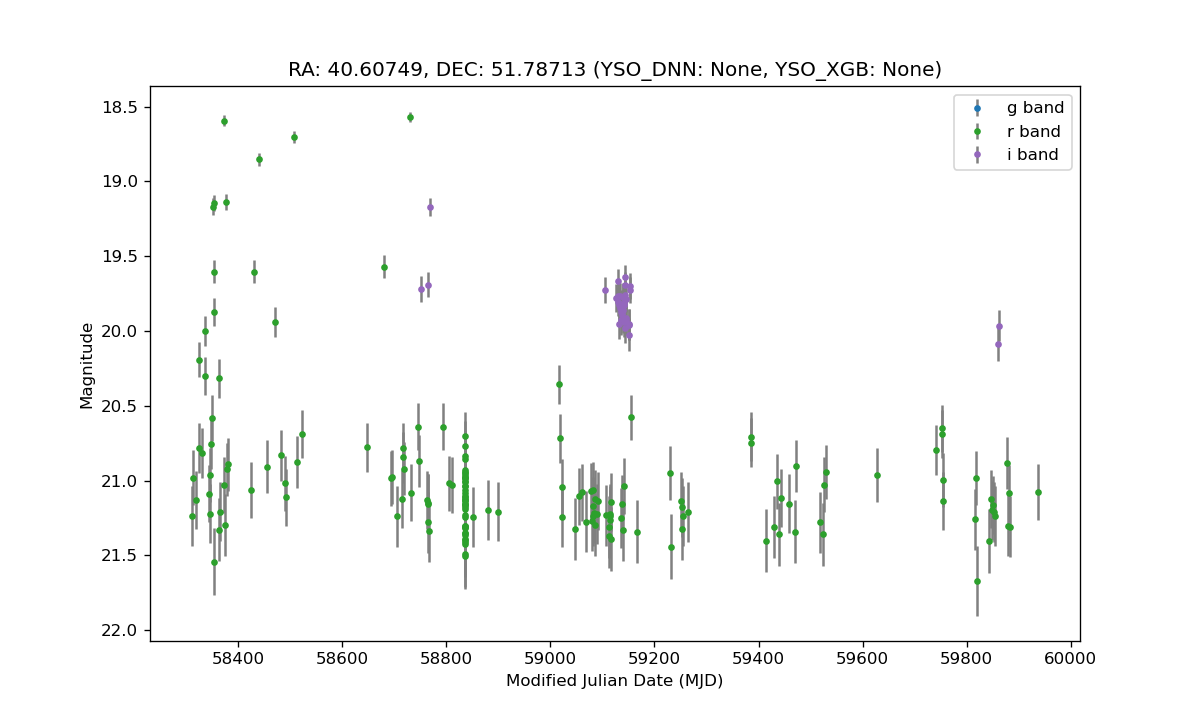 RA: 40.60749, DEC: 51.78713 (YSO_DNN: None, YSO_XGB: None)
g band
r band
i band
18.5
19.0
19.5
20.0
20.5
21.0
21.5
22.0
Magnitude
58400 58600 58800 59000 59200 59400 59600 59800 60000
Modified Julian Date (MJD)